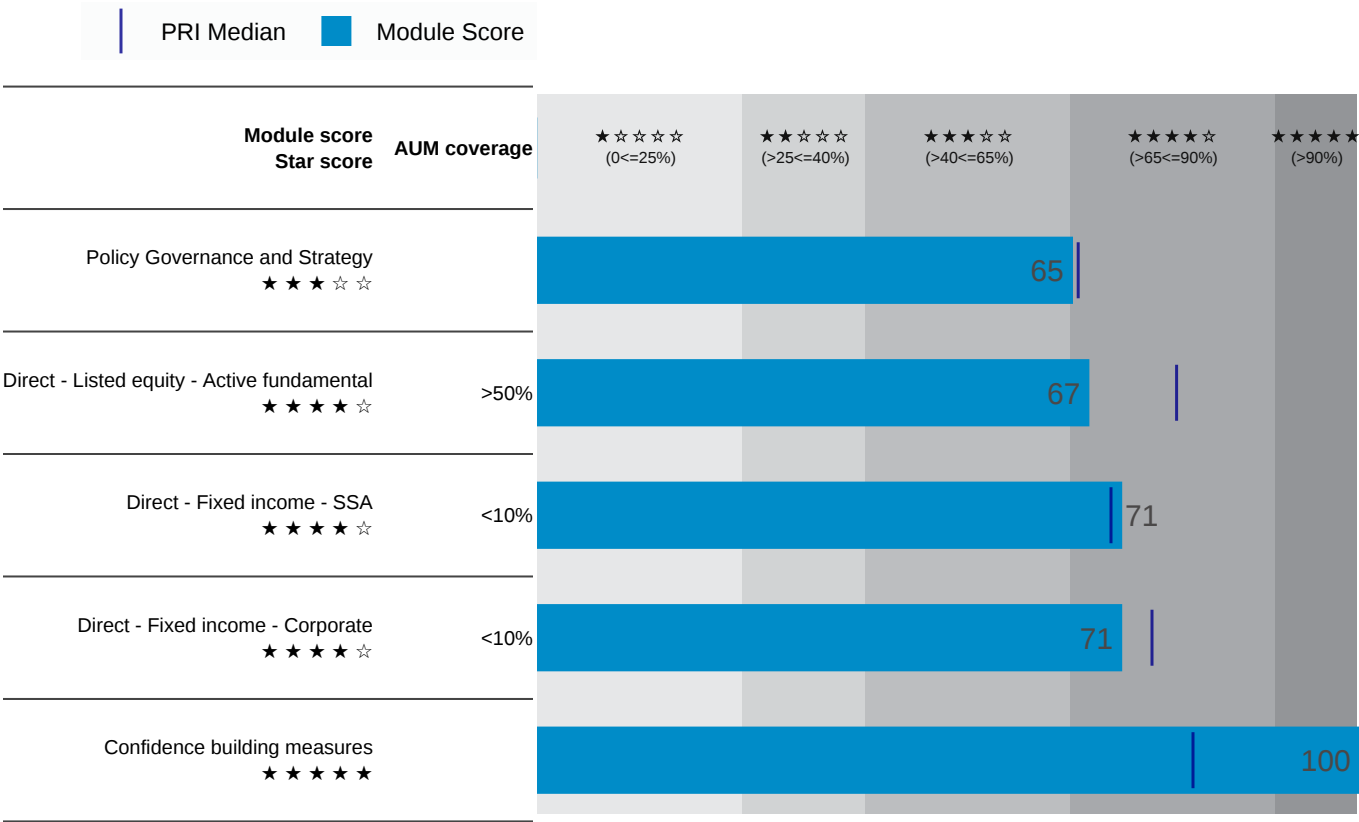 PRI Median Module Score
Module score
Star score
AUM coverage
★☆☆☆☆
(0<=25%)
★★☆☆☆
(>25<=40%)
★★★☆☆
(>40<=65%)
★★★★☆
(>65<=90%)
★★★★★
(>90%)
Policy Governance and Strategy
★★★☆☆
65
Direct - Listed equity - Active fundamental
★★★★☆
>50%
67
Direct - Fixed income - SSA
★★★★☆
<10%
71
Direct - Fixed income - Corporate
★★★★☆
<10%
71
Confidence building measures
★★★★★
100